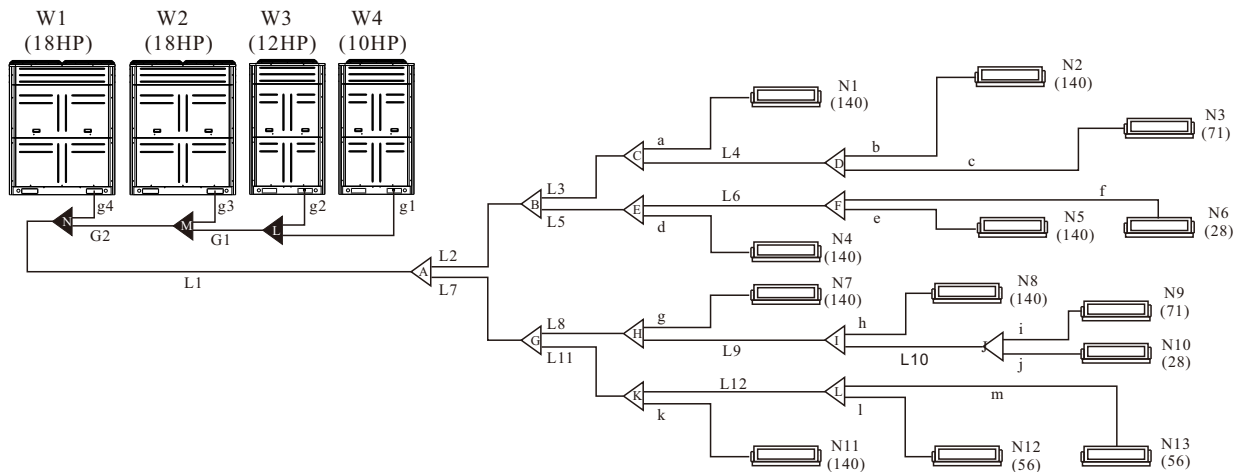 W1
(18HP)
W2
(18HP)
W3
(12HP)
W4
(10HP)
g4
g3
g2
g1
N
M
L
G2
G1
L1
A
L2
L7
B
L3
L5
C
a
L4
D
b
c
N1
(140)
N2
(140)
N3
(71)
E
L6
d
F
f
e
N4
(140)
N5
(140)
N6
(28)
G
L8
L11
H
g
L9
I
h
L10
J
i
j
N7
(140)
N8
(140)
N9
(71)
N10
(28)
K
L12
k
L
m
l
N11
(140)
N12
(56)
N13
(56)